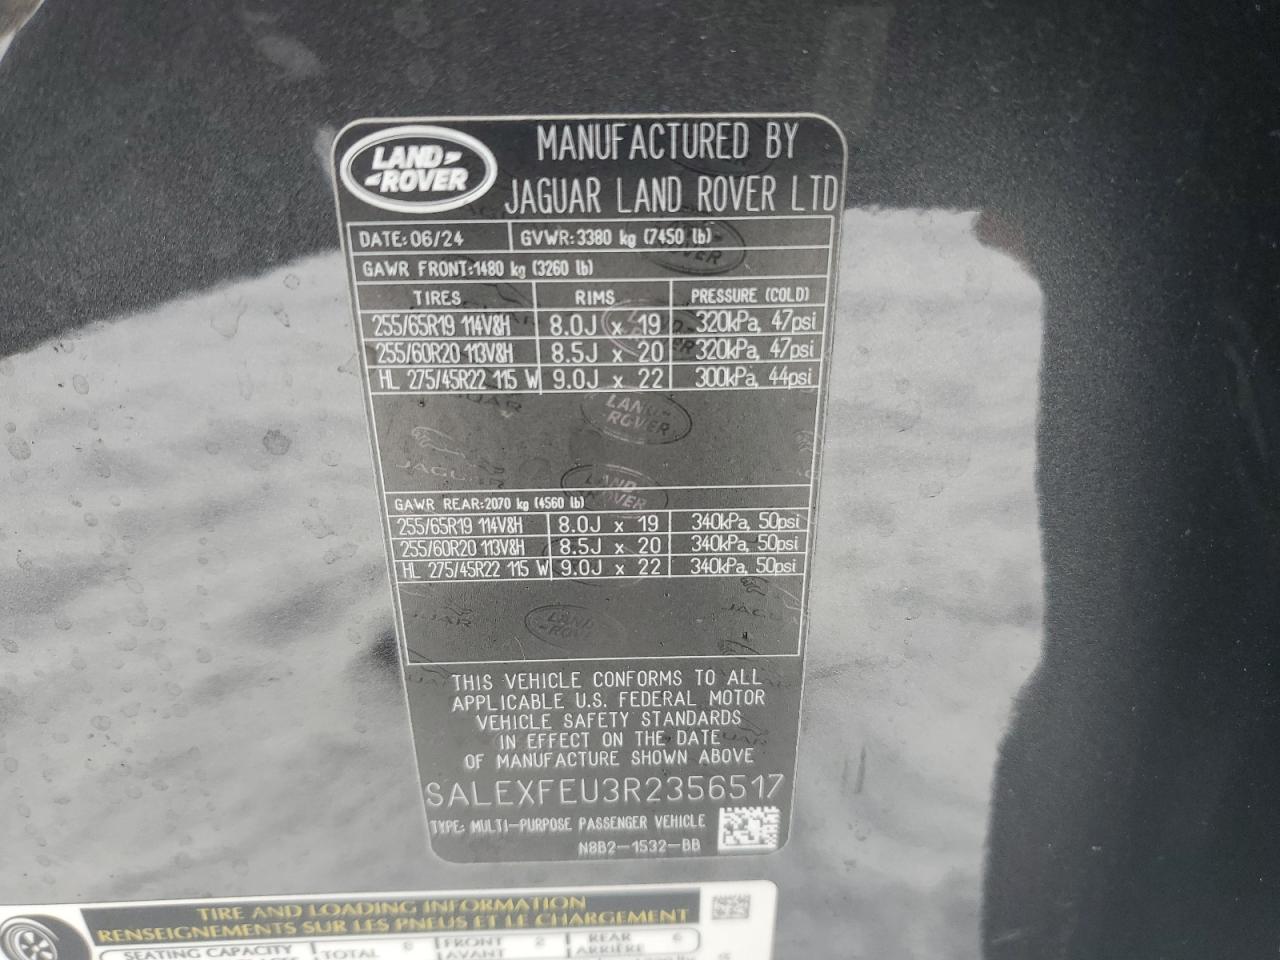 LAND
ROVER
MANUFACTURED BY
JAGUAR LAND ROVER LTD
DATE: 06/24 GVWR: 3380 kg (7450 lb)
GAWR FRONT: 1480 kg (3260 lb)
TIRES RIMS PRESSURE (COLD)
255/65R19 114V&H 8.0J x 19 320kPa, 47psi
255/60R20 113V&H 8.5J x 20 320kPa, 47psi
HL 275/45R22 115 W 9.0J x 22 300kPa, 44psi
GAWR REAR: 2070 kg (4560 lb)
255/65R19 114V&H 8.0J x 19 340kPa, 50psi
255/60R20 113V&H 8.5J x 20 340kPa, 50psi
HL 275/45R22 115 W 9.0J x 22 340kPa, 50psi
THIS VEHICLE CONFORMS TO ALL
APPLICABLE U.S. FEDERAL MOTOR
VEHICLE SAFETY STANDARDS
IN EFFECT ON THE DATE
OF MANUFACTURE SHOWN ABOVE
SALEXFEU3R2356517
TYPE: MULTI-PURPOSE PASSENGER VEHICLE
N8B2-1532-BB
TIRE AND LOADING INFORMATION
RENSEIGNEMENTS SUR LES PNEUS ET LE CHARGEMENT
SEATING CAPACITY TOTAL 8 FRONT 2 REAR 6
AVANT ARRIÈRE